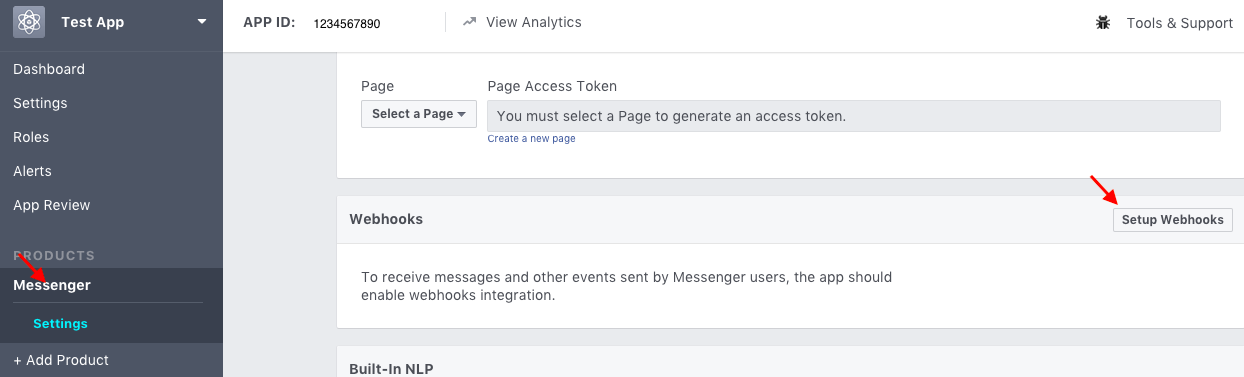 Test App
APP ID: 1234567890
View Analytics
Tools & Support
Dashboard
Settings
Roles
Alerts
App Review
PRODUCTS
Messenger
Settings
+ Add Product
Page
Page Access Token
Select a Page
You must select a Page to generate an access token.
Create a new page
Webhooks
Setup Webhooks
To receive messages and other events sent by Messenger users, the app should
enable webhooks integration.
Built-In NLP